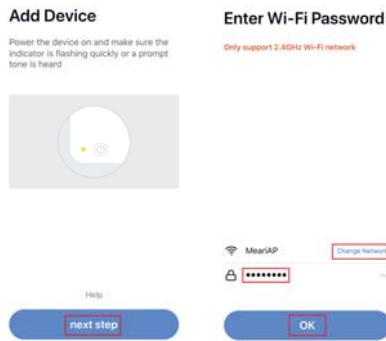 Add Device
Power the device on and make sure the
indicator is flashing quickly or a prompt
tone is heard
Help
next step
Enter Wi-Fi Password
Only support 2.4GHz Wi-Fi network
MeariAP
Change Network
••••••••
OK